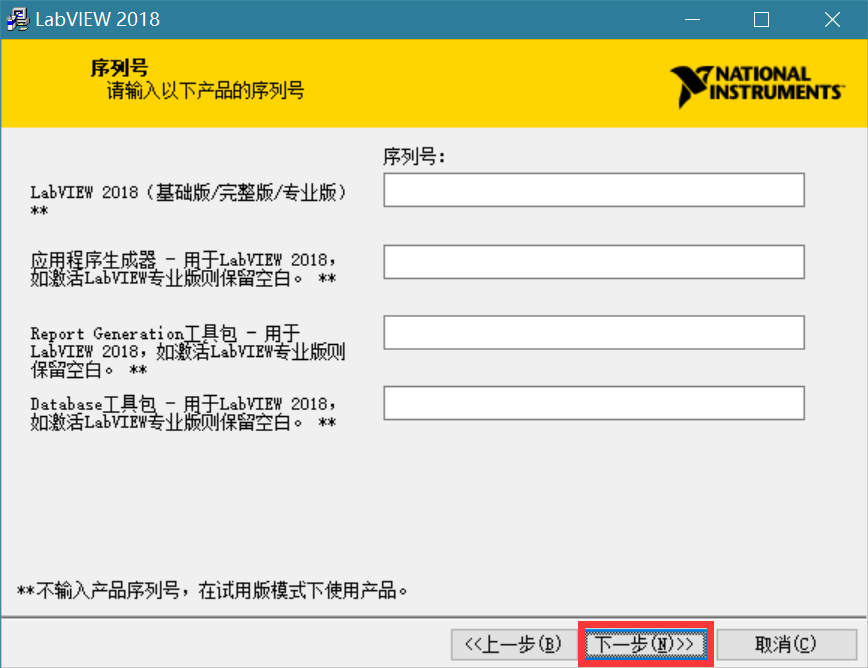 LabVIEW 2018
序列号
请输入以下产品的序列号
NATIONAL
INSTRUMENTS
序列号：
LabVIEW 2018（基础版/完整版/专业版）
**
应用程序生成器 - 用于LabVIEW 2018，
如激活LabVIEW专业版则保留空白。 **
Report Generation工具包 - 用于
LabVIEW 2018，如激活LabVIEW专业版则
保留空白。 **
Database工具包 - 用于LabVIEW 2018，
如激活LabVIEW专业版则保留空白。 **
**不输入产品序列号，在试用版模式下使用产品。
<<上一步(B)
下一步(N)>>
取消(C)